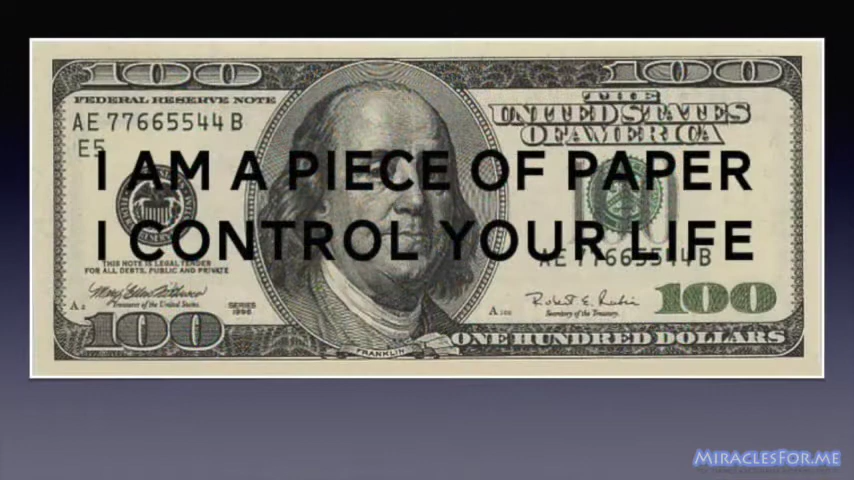 100 100
FEDERAL RESERVE NOTE
THE
UNITED STATES
OF AMERICA
AE 77665544 B
E5
I AM A PIECE OF PAPER
I CONTROL YOUR LIFE
AE 77665544 B
THIS NOTE IS LEGAL TENDER
FOR ALL DEBTS, PUBLIC AND PRIVATE
Treasurer of the United States.
SERIES
1996
Robert E. Rubin
Secretary of the Treasury.
100
100
FRANKLIN
ONE HUNDRED DOLLARS
MiraclesFor.me